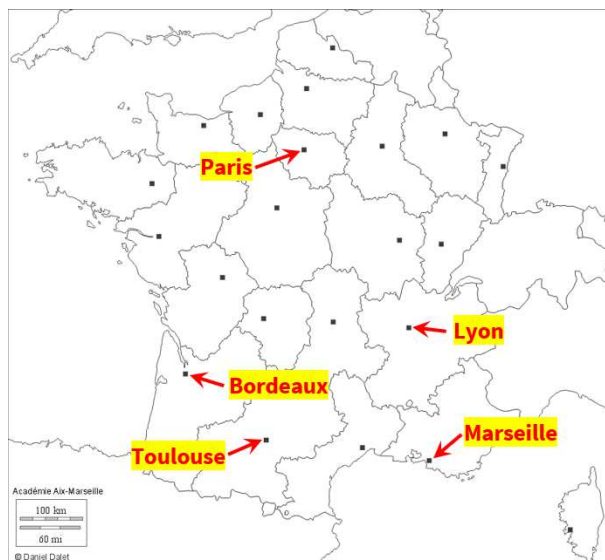 Paris
Lyon
Bordeaux
Marseille
Toulouse
Académie Aix-Marseille
100 km
60 mi
© Daniel Dalet